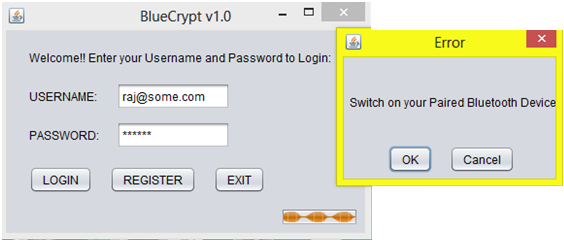 BlueCrypt v1.0
Welcome!! Enter your Username and Password to Login:
USERNAME:
raj@some.com
PASSWORD:
******
LOGIN
REGISTER
EXIT
Error
Switch on your Paired Bluetooth Device
OK
Cancel